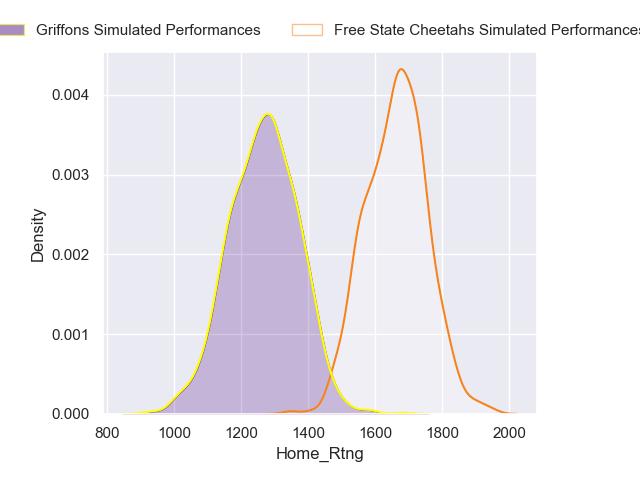 Griffons Simulated Performances Free State Cheetahs Simulated Performances
0.004
0.003
0.002
0.001
0.000
Density
800 1000 1200 1400 1600 1800 2000
Home_Rtng